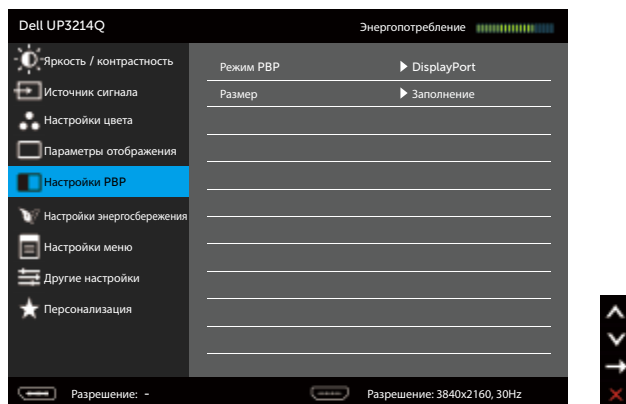 Dell UP3214Q
Энергопотребление
Яркость / контрастность
Источник сигнала
Настройки цвета
Параметры отображения
Настройки PBP
Настройки энергосбережения
Настройки меню
Другие настройки
Персонализация
Режим PBP DisplayPort
Размер Заполнение
Разрешение: -
Разрешение: 3840x2160, 30Hz